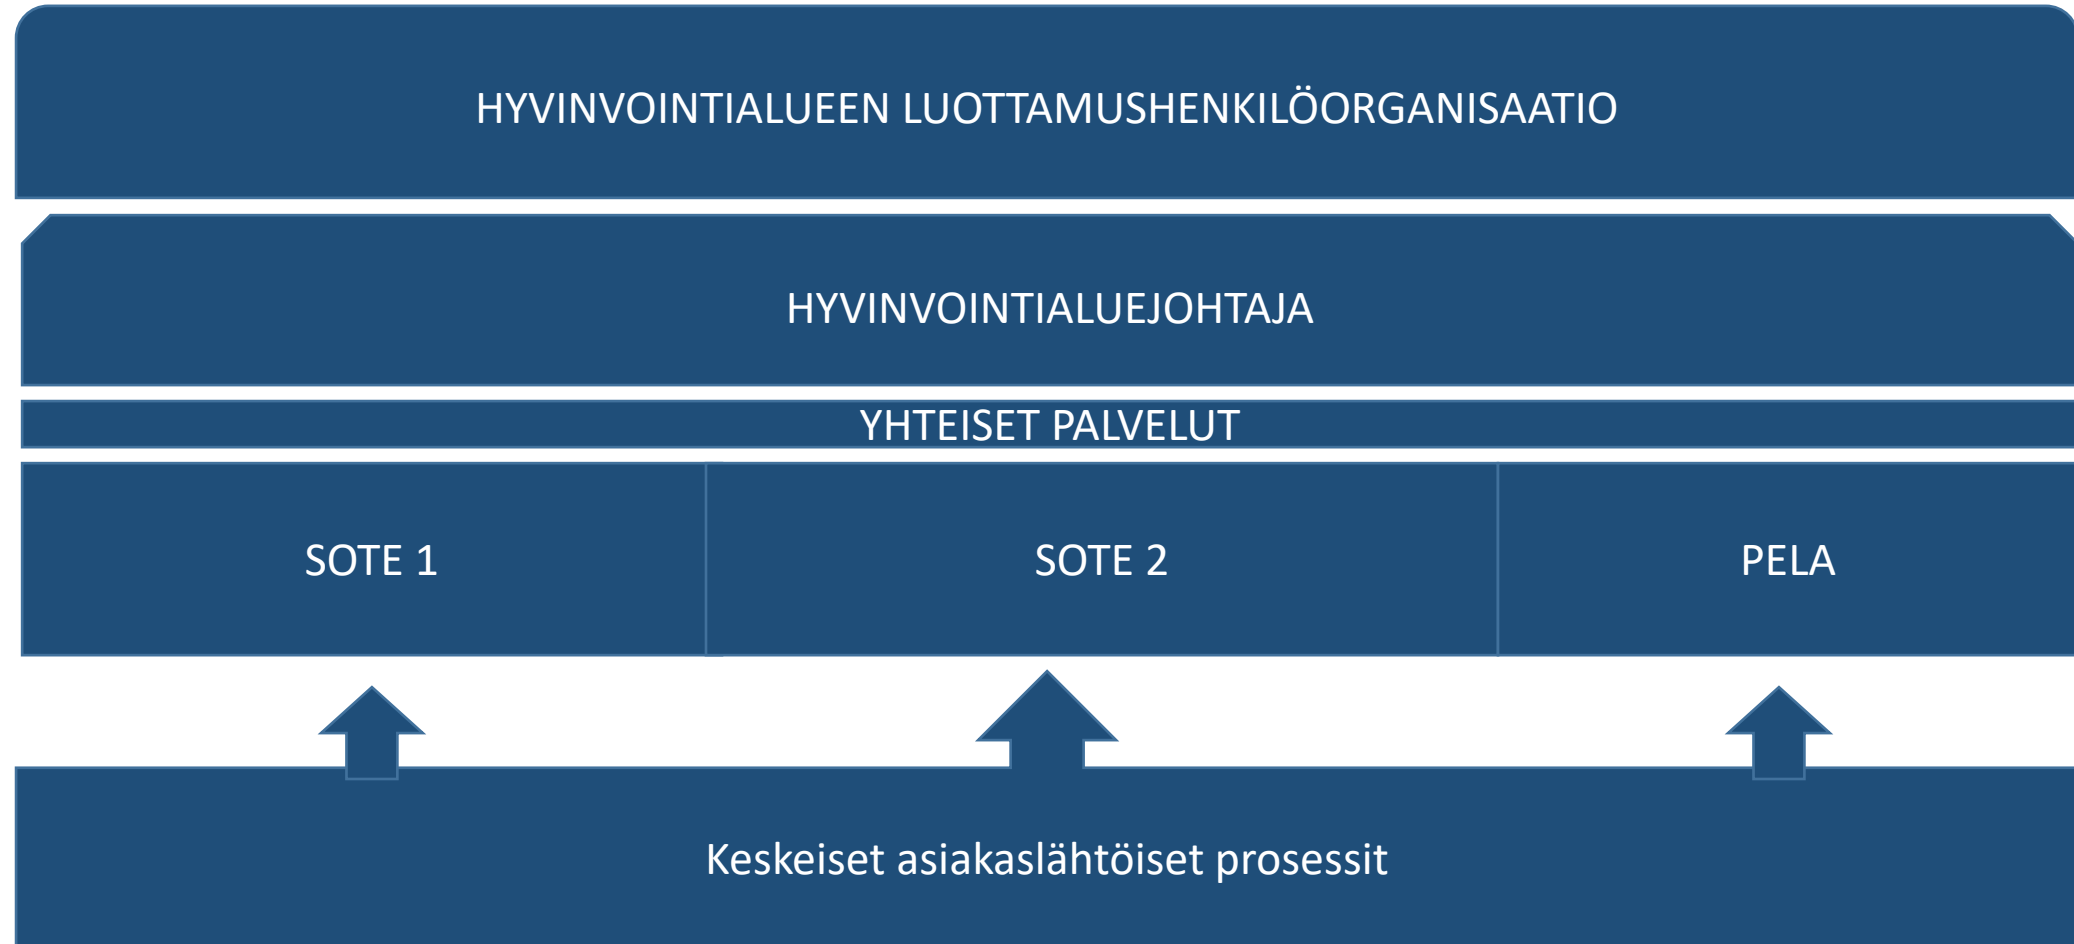 HYVINVOINTIALUEEN LUOTTAMUSHENKILÖORGANISAATIO
HYVINVOINTIALUEJOHTAJA
YHTEISET PALVELUT
SOTE 1
SOTE 2
PELA
Keskeiset asiakaslähtöiset prosessit